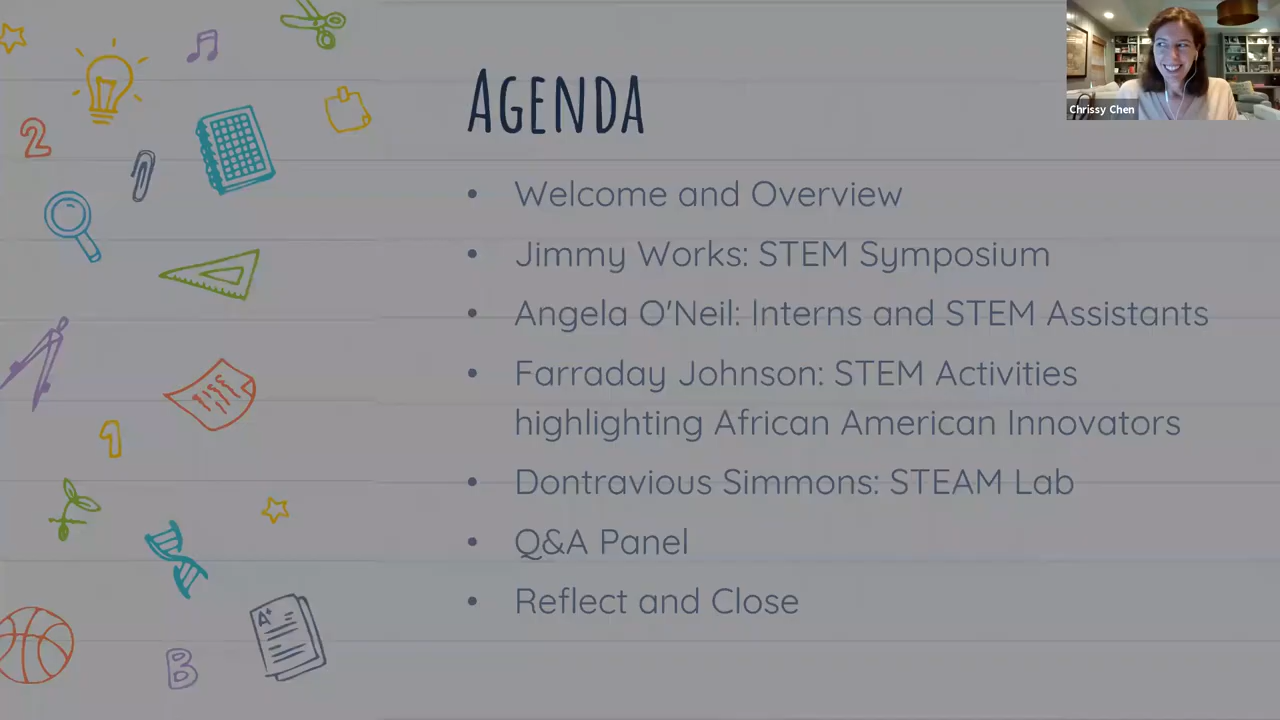 Agenda
Chrissy Chen
• Welcome and Overview
• Jimmy Works: STEM Symposium
• Angela O'Neil: Interns and STEM Assistants
• Farraday Johnson: STEM Activities
highlighting African American Innovators
• Dontravious Simmons: STEAM Lab
• Q&A Panel
• Reflect and Close
2
1
A+
B